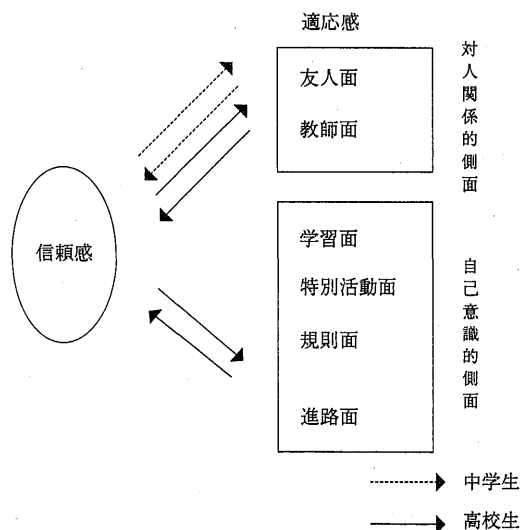 適応感
友人面
教師面
対人関係的側面
信頼感
学習面
特別活動面
規則面
進路面
自己意識的側面
中学生
高校生